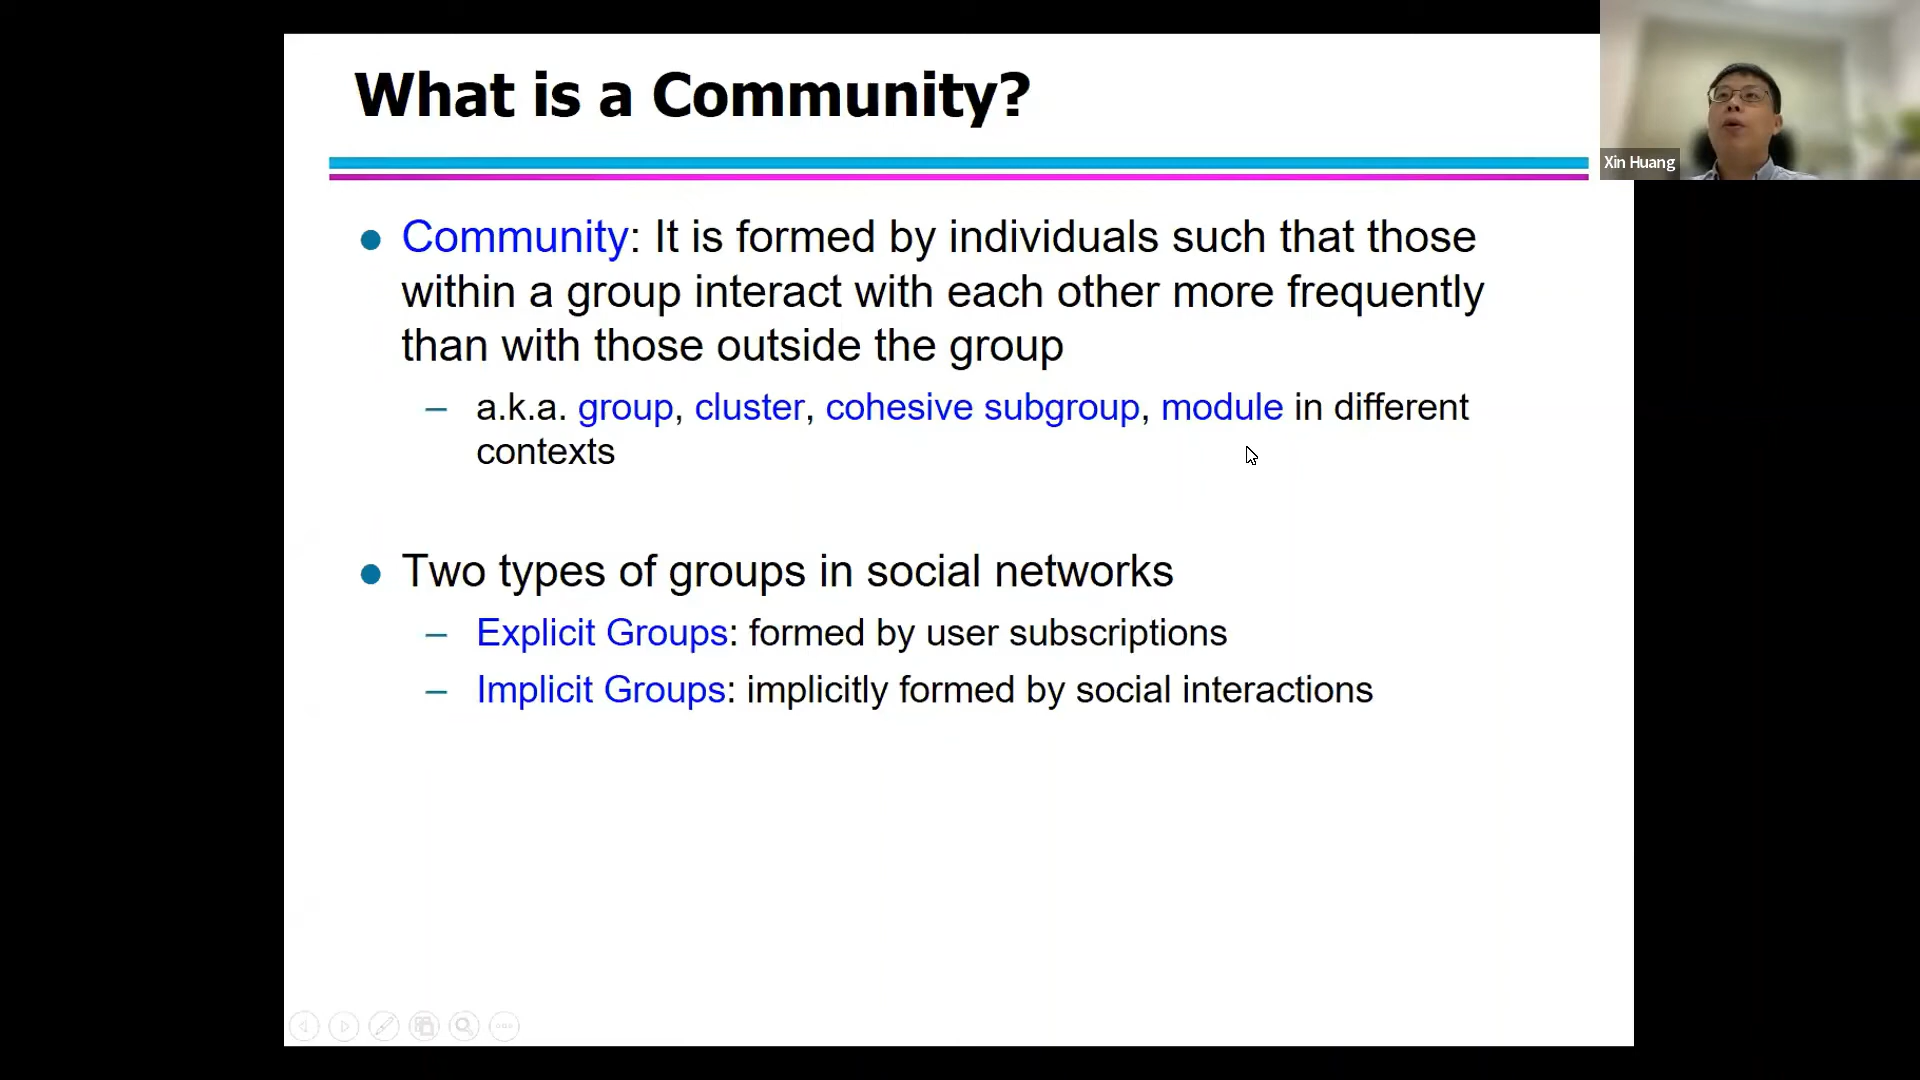 What is a Community?
Xin Huang
Community: It is formed by individuals such that those
within a group interact with each other more frequently
than with those outside the group
– a.k.a. group, cluster, cohesive subgroup, module in different
contexts
Two types of groups in social networks
– Explicit Groups: formed by user subscriptions
– Implicit Groups: implicitly formed by social interactions